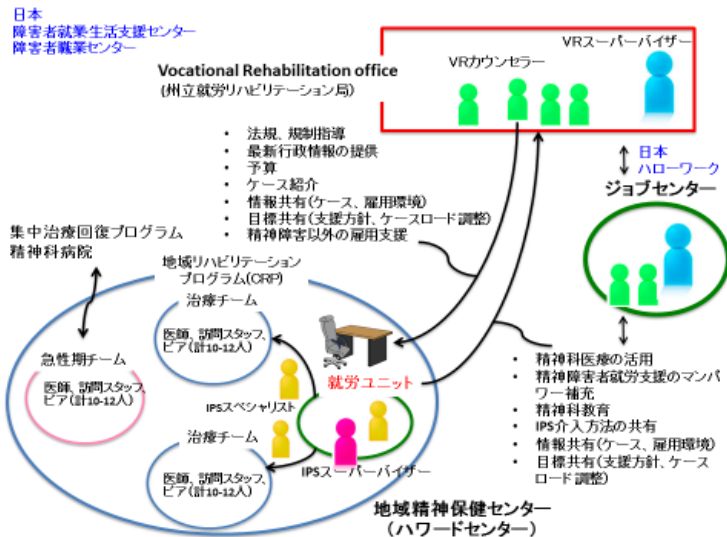 日本
障害者就業・生活支援センター
障害者職業センター
VRスーパーバイザー
VRカウンセラー
Vocational Rehabilitation office
(州立就労リハビリテーション局)
• 法規、規制指導
• 最新行政情報の提供
• 予算
• ケース紹介
• 情報共有(ケース、雇用環境)
• 目標共有(支援方針、ケースロード調整)
• 精神障害以外の雇用支援
日本
ハローワーク
ジョブセンター
集中治療回復プログラム
精神科病院
地域リハビリテーション
プログラム(CRP)
治療チーム
医師、訪問スタッフ、
ピア(計10-12人)
急性期チーム
医師、訪問スタッフ、
ピア(計10-12人)
就労ユニット
IPSスペシャリスト
治療チーム
医師、訪問スタッフ、
ピア(計10-12人)
IPSスーパーバイザー
• 精神科医療の活用
• 精神障害者就労支援のマンパ
ワー補充
• 精神科教育
• IPS介入方法の共有
• 情報共有(ケース、雇用環境)
• 目標共有(支援方針、ケース
ロード調整)
地域精神保健センター
(ハワードセンター)